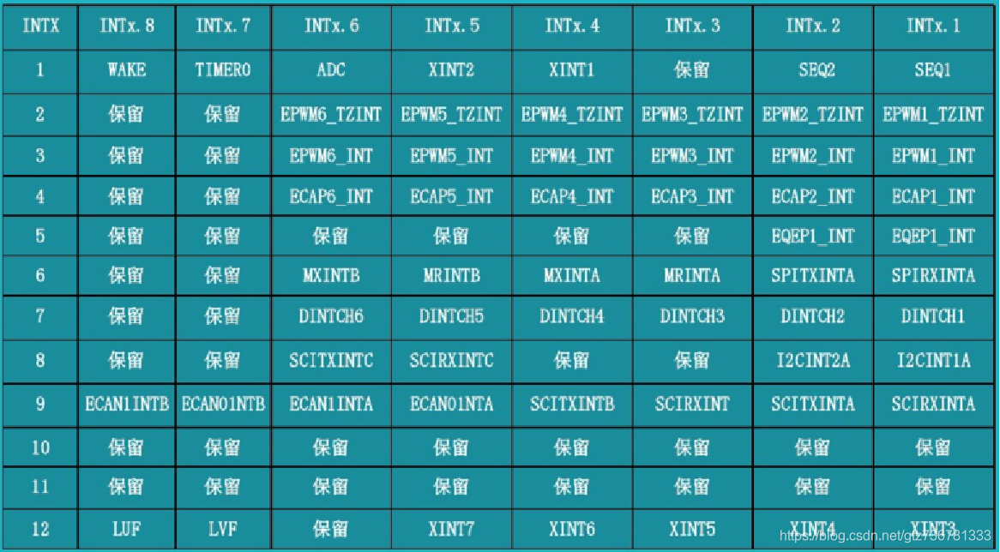 INTX INTx.8 INTx.7 INTx.6 INTx.5 INTx.4 INTx.3 INTx.2 INTx.1
1 WAKE TIMER0 ADC XINT2 XINT1 保留 SEQ2 SEQ1
2 保留 保留 EPWM6_TZINT EPWM5_TZINT EPWM4_TZINT EPWM3_TZINT EPWM2_TZINT EPWM1_TZINT
3 保留 保留 EPWM6_INT EPWM5_INT EPWM4_INT EPWM3_INT EPWM2_INT EPWM1_INT
4 保留 保留 ECAP6_INT ECAP5_INT ECAP4_INT ECAP3_INT ECAP2_INT ECAP1_INT
5 保留 保留 保留 保留 保留 保留 EQEP1_INT EQEP1_INT
6 保留 保留 MXINTB MRINTB MXINTA MRINTA SPITXINTA SPIRXINTA
7 保留 保留 DINTCH6 DINTCH5 DINTCH4 DINTCH3 DINTCH2 DINTCH1
8 保留 保留 SCITXINTC SCIRXINTC 保留 保留 I2CINT2A I2CINT1A
9 ECAN1INTB ECAN01NTB ECAN1INTA ECAN01NTA SCITXINTB SCIRXINT SCITXINTA SCIRXINTA
10 保留 保留 保留 保留 保留 保留 保留 保留
11 保留 保留 保留 保留 保留 保留 保留 保留
12 LUF LVF 保留 XINT7 XINT6 XINT5 XINT4 XINT3
https://blog.csdn.net/gtz736781333